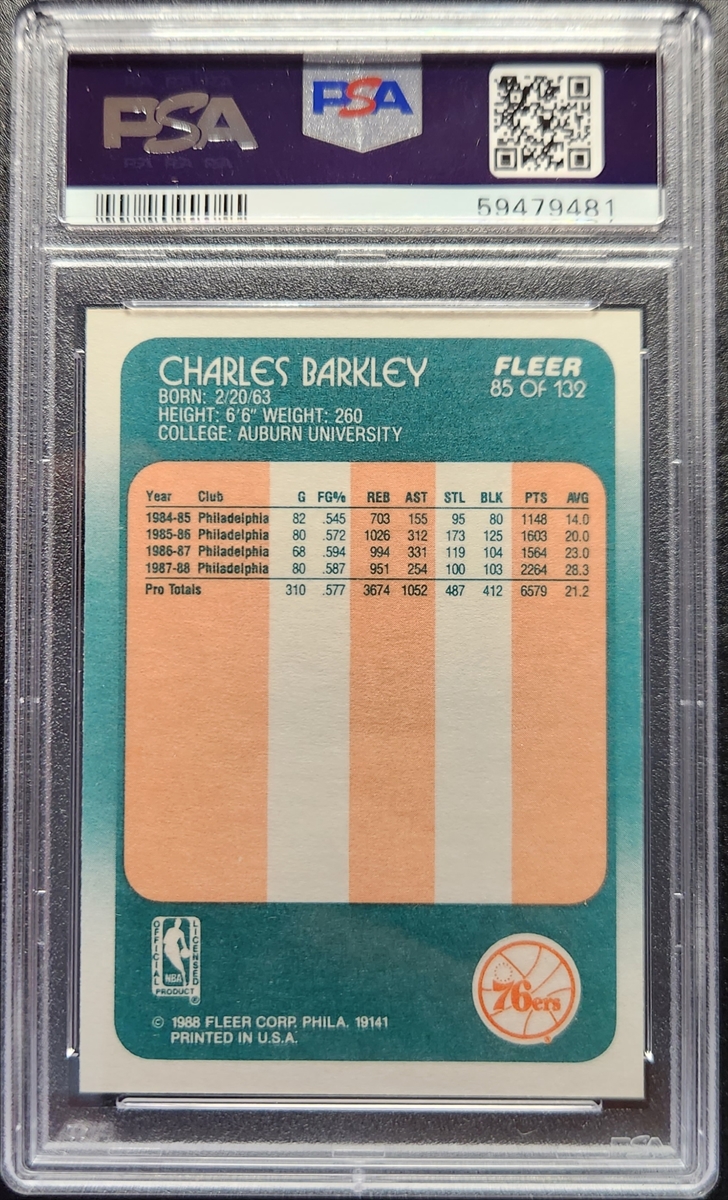 PSA PSA
59479481
CHARLES BARKLEY FLEER
BORN: 2/20/63 85 OF 132
HEIGHT: 6'6" WEIGHT: 260
COLLEGE: AUBURN UNIVERSITY
Year Club G FG% REB AST STL BLK PTS AVG
1984-85 Philadelphia 82 .545 703 155 95 80 1148 14.0
1985-86 Philadelphia 80 .572 1026 312 173 125 1603 20.0
1986-87 Philadelphia 68 .594 994 331 119 104 1564 23.0
1987-88 Philadelphia 80 .587 951 254 100 103 2264 28.3
Pro Totals 310 .577 3674 1052 487 412 6579 21.2
OFFICIAL LICENSED
NBA
PRODUCT ®
76ers
© 1988 FLEER CORP. PHILA. 19141
PRINTED IN U.S.A.
PSA